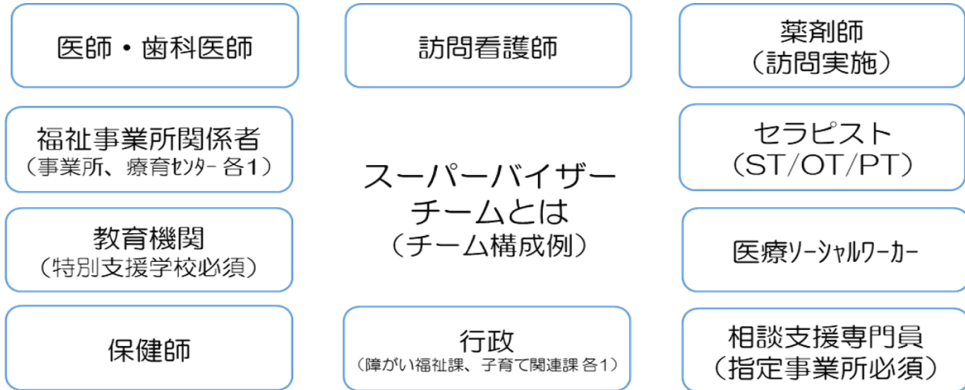 医師・歯科医師
訪問看護師
薬剤師
（訪問実施）
福祉事業所関係者
（事業所、療育ｾﾝﾀｰ 各1）
スーパーバイザー
チームとは
（チーム構成例）
セラピスト
（ST/OT/PT）
教育機関
（特別支援学校必須）
医療ｿｰｼｬﾙﾜｰｶｰ
保健師
行政
（障がい福祉課、子育て関連課 各1）
相談支援専門員
（指定事業所必須）